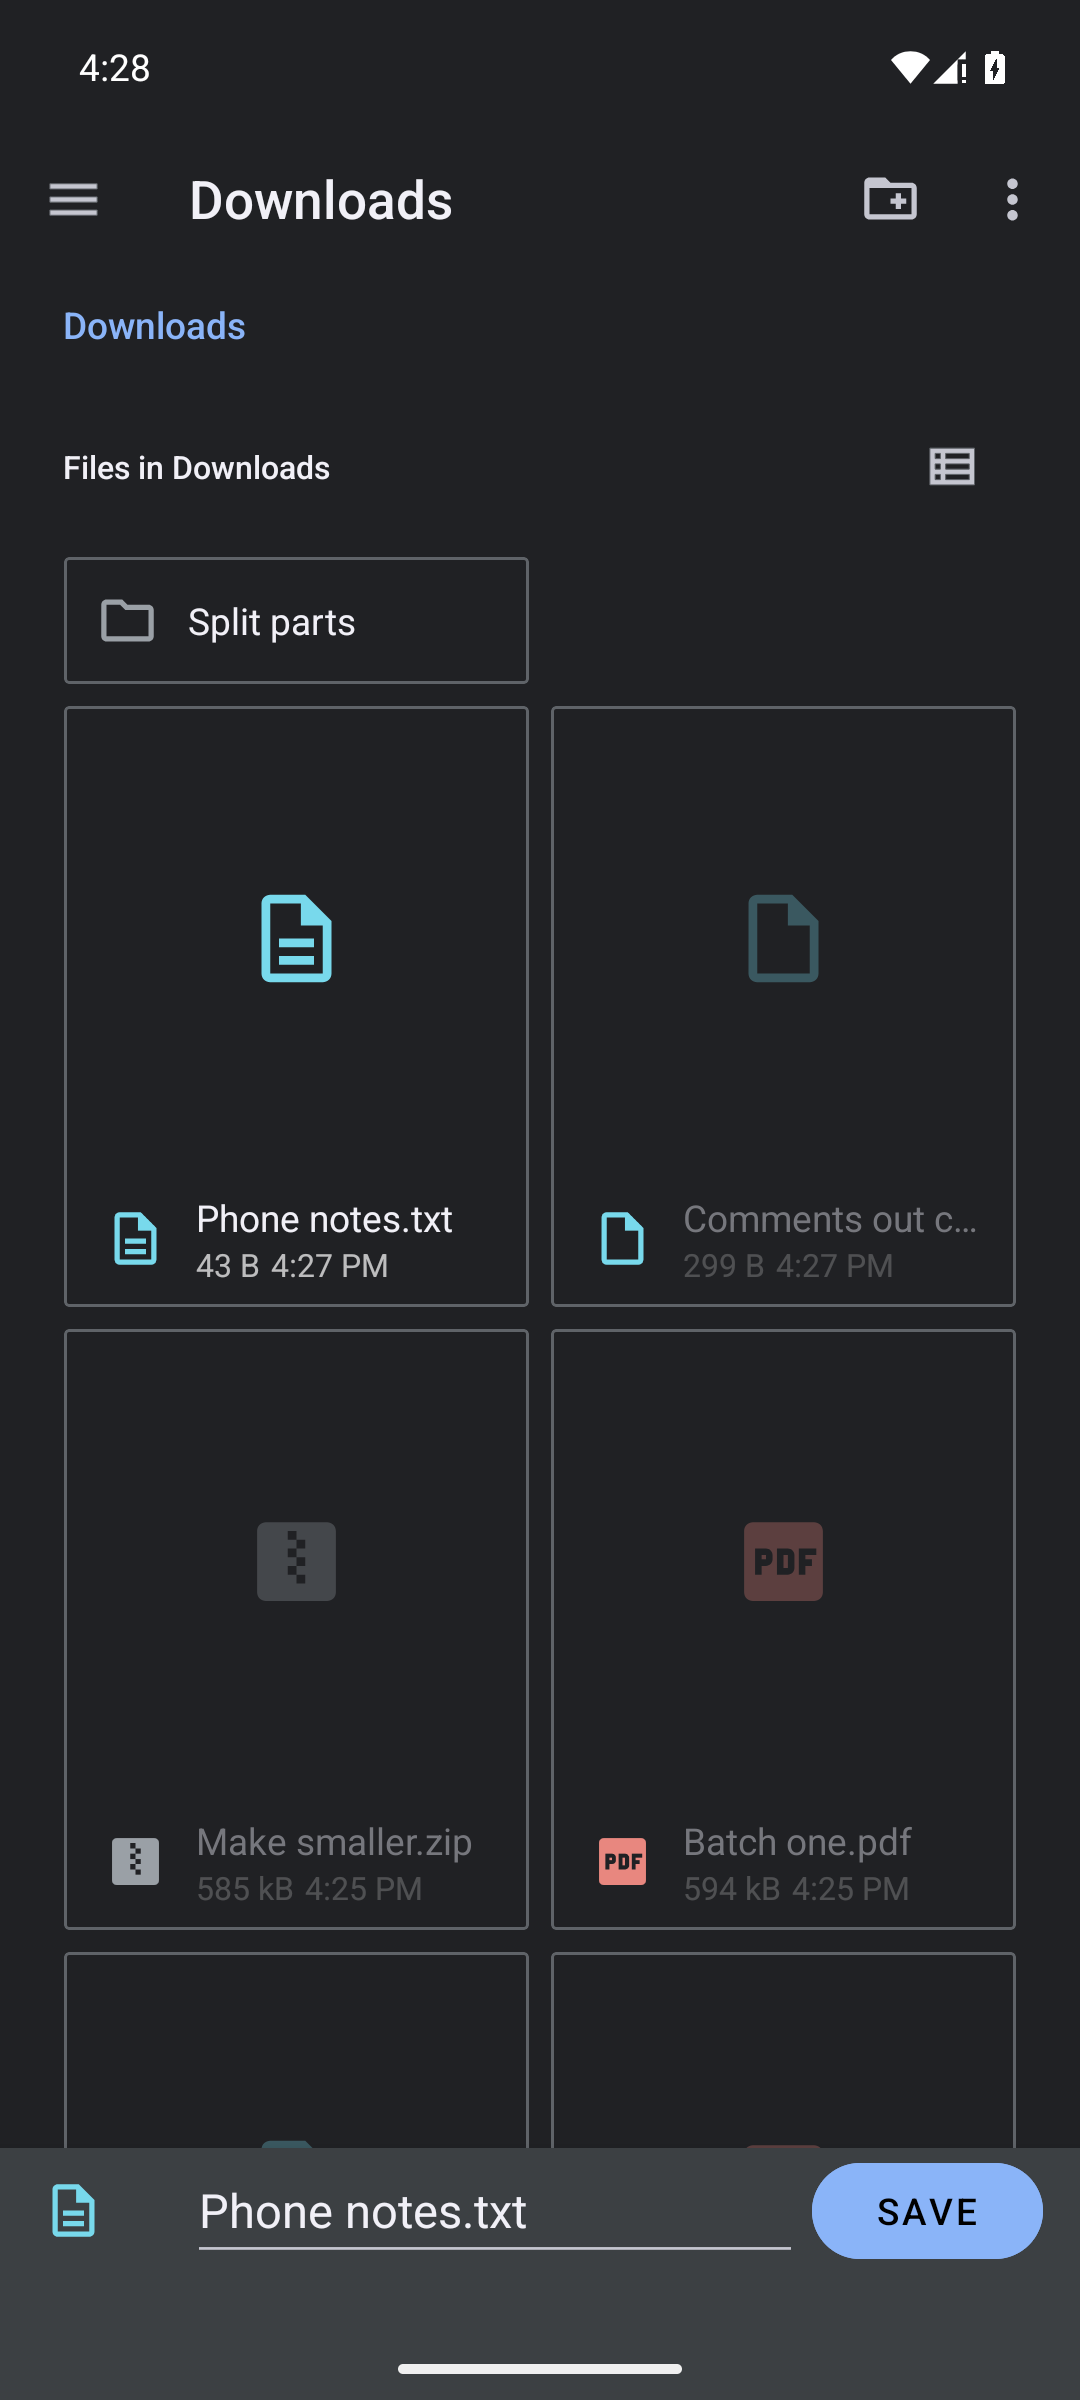 4:28
Downloads
Downloads
Files in Downloads
Split parts
Phone notes.txt
43 B 4:27 PM
Comments out c...
299 B 4:27 PM
Make smaller.zip
585 kB 4:25 PM
PDF
PDF
Batch one.pdf
594 kB 4:25 PM
Phone notes.txt
SAVE